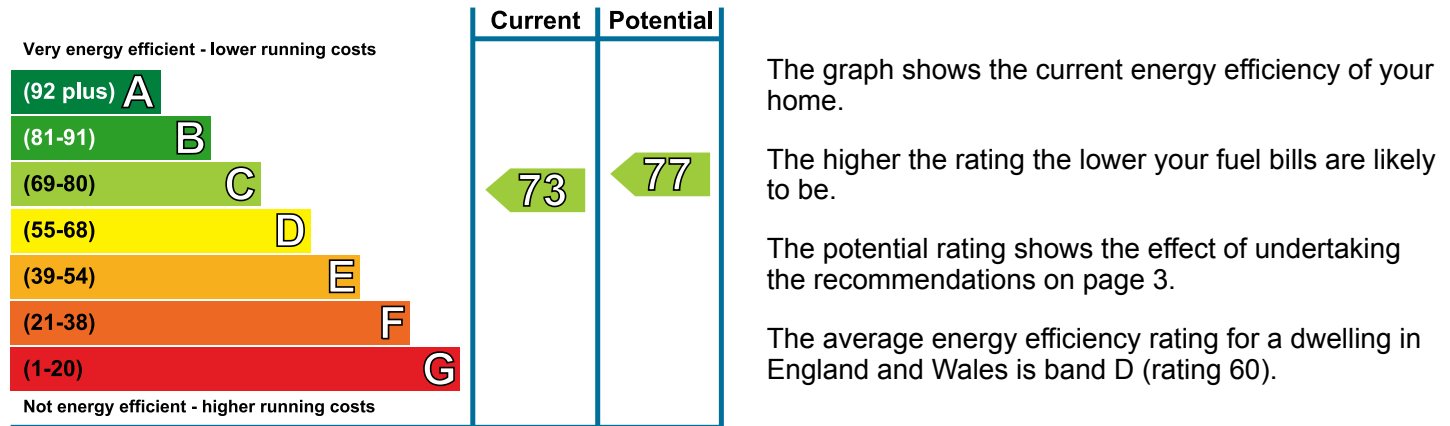 Current Potential
Very energy efficient - lower running costs
(92 plus) A
(81-91) B
(69-80) C
(55-68) D
(39-54) E
(21-38) F
(1-20) G
Not energy efficient - higher running costs
73
77
The graph shows the current energy efficiency of your
home.
The higher the rating the lower your fuel bills are likely
to be.
The potential rating shows the effect of undertaking
the recommendations on page 3.
The average energy efficiency rating for a dwelling in
England and Wales is band D (rating 60).